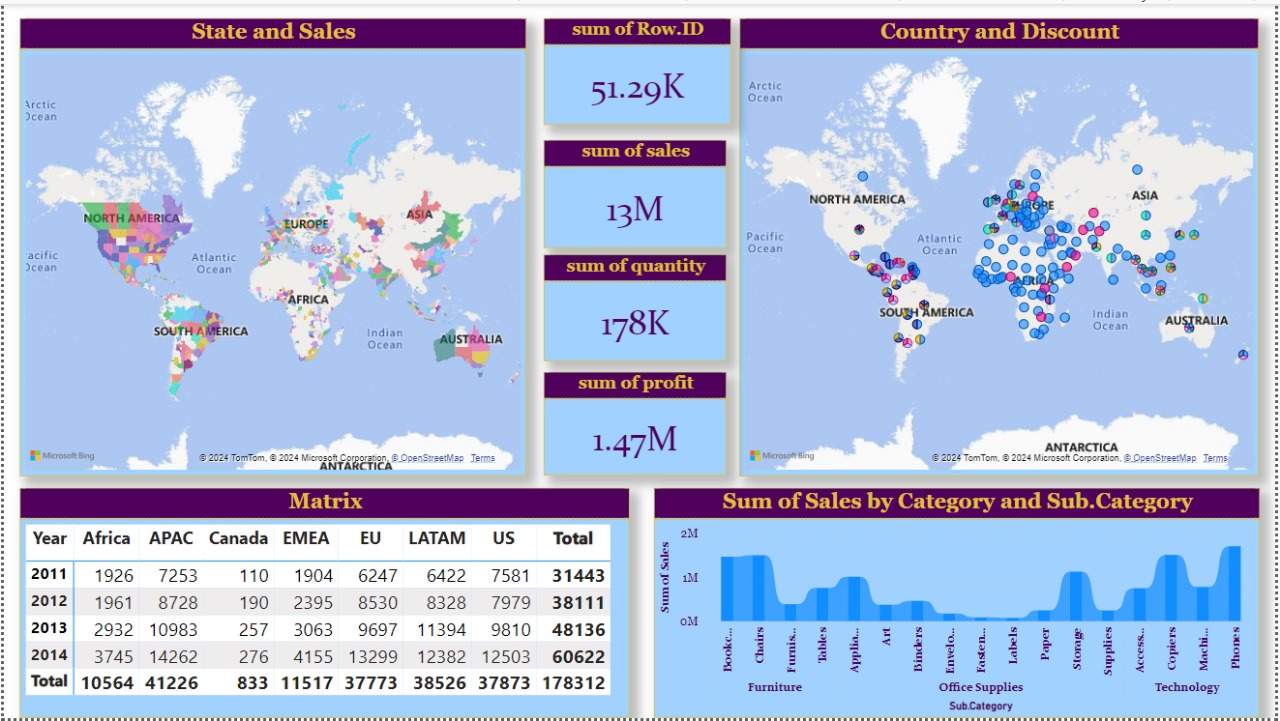 State and Sales
Arctic
Ocean
NORTH AMERICA
EUROPE
ASIA
Pacific
Ocean
Atlantic
Ocean
AFRICA
SOUTH AMERICA
Indian
Ocean
AUSTRALIA
ANTARCTICA
Microsoft Bing
© 2024 TomTom, © 2024 Microsoft Corporation, © OpenStreetMap Terms
sum of Row.ID
51.29K
sum of sales
13M
sum of quantity
178K
sum of profit
1.47M
Country and Discount
Arctic
Ocean
NORTH AMERICA
EUROPE
ASIA
Pacific
Ocean
Atlantic
Ocean
AFRICA
SOUTH AMERICA
Indian
Ocean
AUSTRALIA
ANTARCTICA
Microsoft Bing
© 2024 TomTom, © 2024 Microsoft Corporation, © OpenStreetMap Terms
Matrix
Year Africa APAC Canada EMEA EU LATAM US Total
2011 1926 7253 110 1904 6247 6422 7581 31443
2012 1961 8728 190 2395 8530 8328 7979 38111
2013 2932 10983 257 3063 9697 11394 9810 48136
2014 3745 14262 276 4155 13299 12382 12503 60622
Total 10564 41226 833 11517 37773 38526 37873 178312
Sum of Sales by Category and Sub.Category
Sum of Sales
2M
1M
0M
Bookc...
Chairs
Furnis...
Tables
Applia...
Art
Binders
Envelo...
Fasten...
Labels
Paper
Storage
Supplies
Access...
Copiers
Machi...
Phones
Furniture
Office Supplies
Technology
Sub.Category